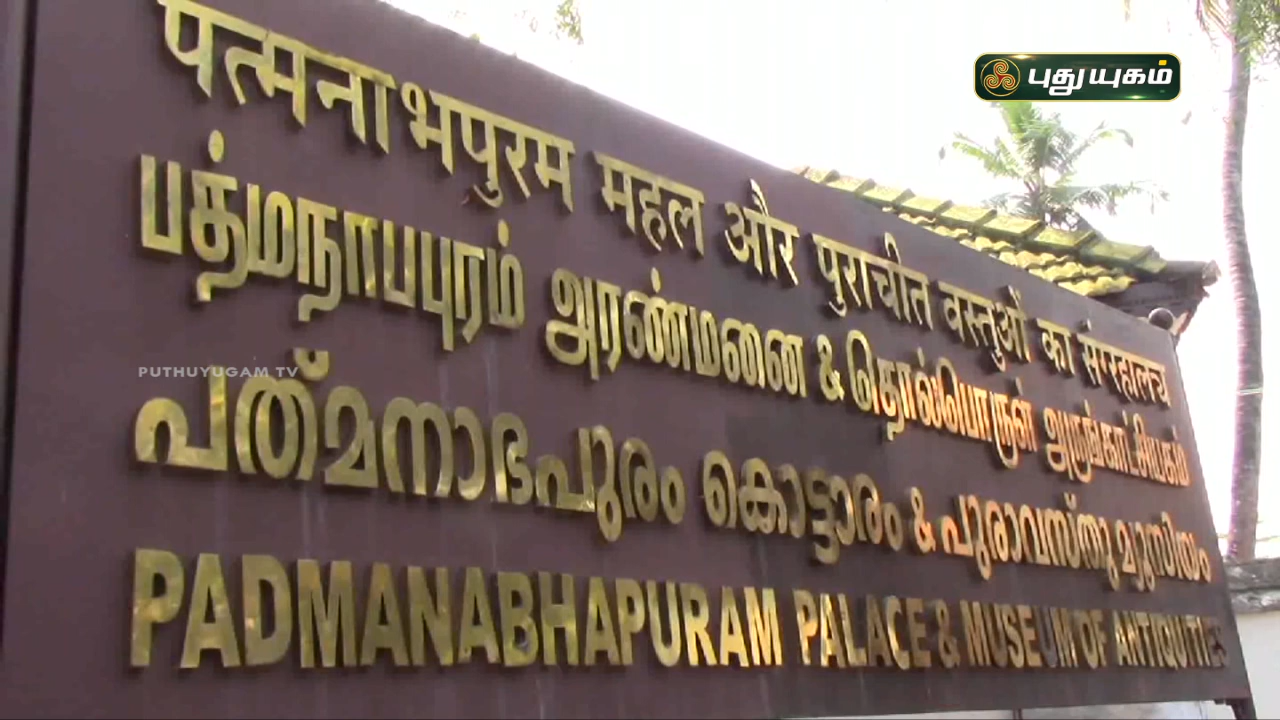 புதுயுகம்
पत्मनाभपुरम महल और पुराचीत वस्तुओं का संग्रहालय
பத்மநாபபுரம் அரண்மனை & தொல்பொருள் அருங்காட்சியகம்
PUTHUYUGAM TV
പത്മനാഭപുരം കൊട്ടാരം & പുരാവസ്തു മ്യൂസിയം
PADMANABHAPURAM PALACE & MUSEUM OF ANTIQUITIES